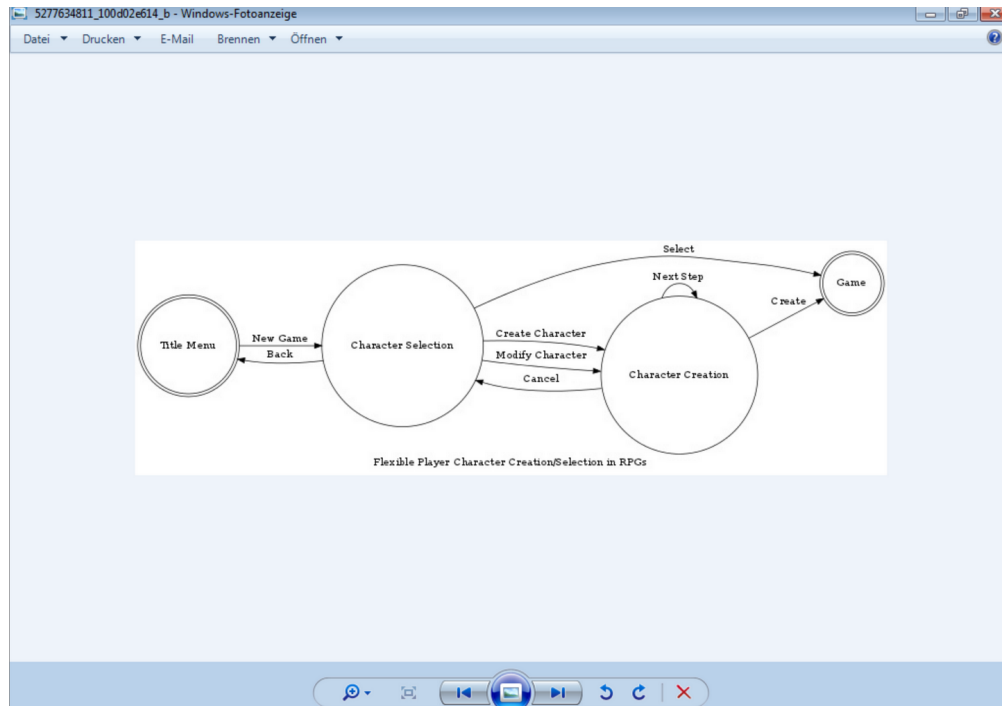 5277634811_100d02e614_b - Windows-Fotoanzeige
Datei Drucken E-Mail Brennen Öffnen
Select
Next Step
Game
Create
New Game
Create Character
Title Menu
Character Selection
Back
Modify Character
Character Creation
Cancel
Flexible Player Character Creation/Selection in RPGs